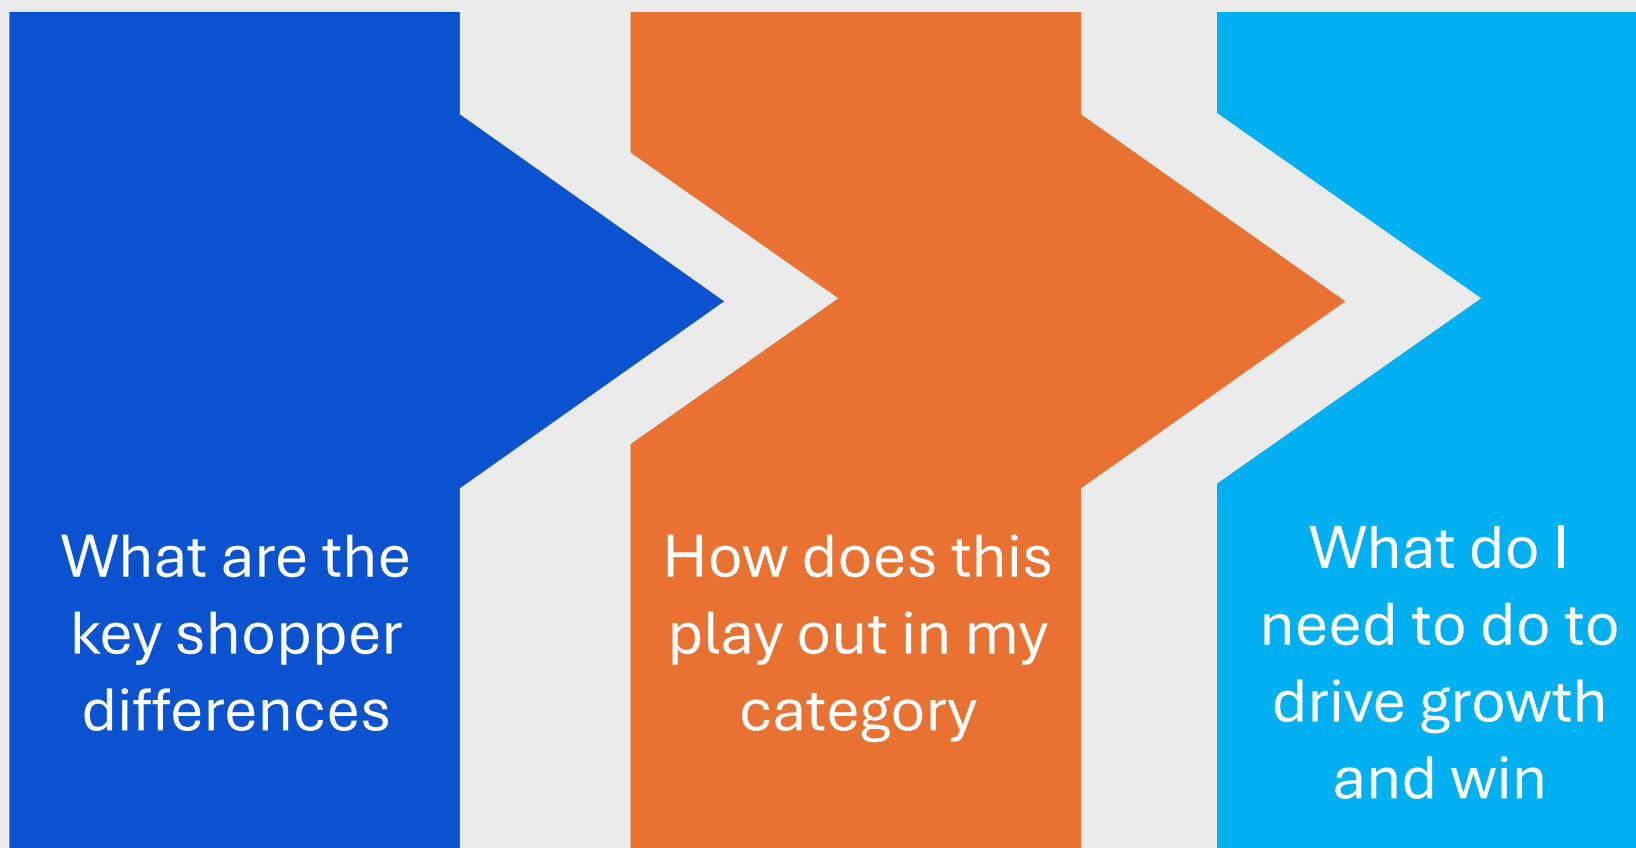 What are the
key shopper
differences
How does this
play out in my
category
What do I
need to do to
drive growth
and win